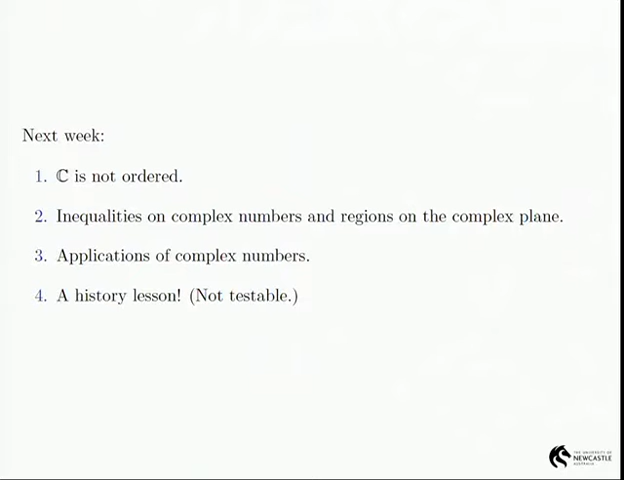 Next week:
1. ℂ is not ordered.
2. Inequalities on complex numbers and regions on the complex plane.
3. Applications of complex numbers.
4. A history lesson! (Not testable.)
THE UNIVERSITY OF
NEWCASTLE
AUSTRALIA